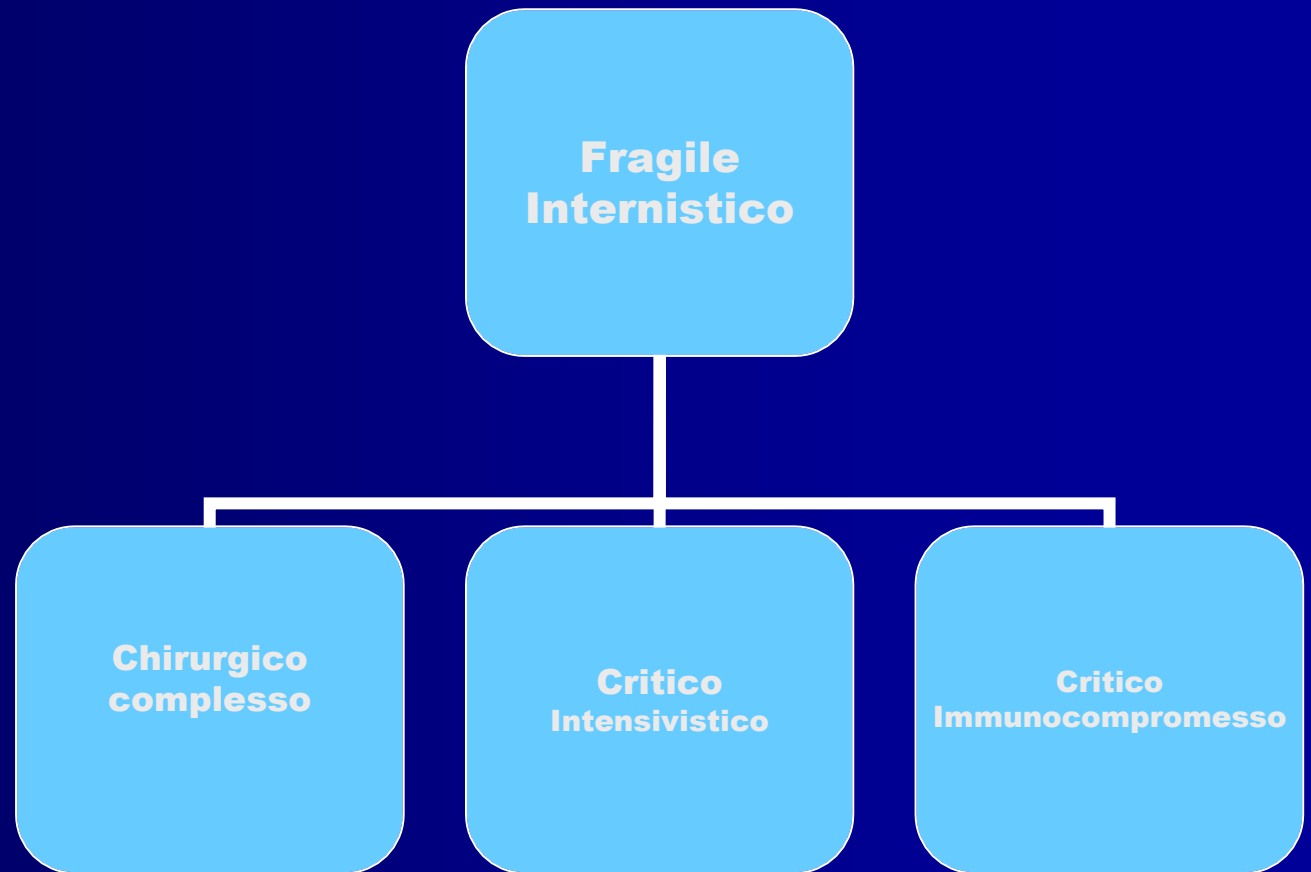 Fragile
Internistico
Chirurgico
complesso
Critico
Intensivistico
Critico
Immunocompromesso